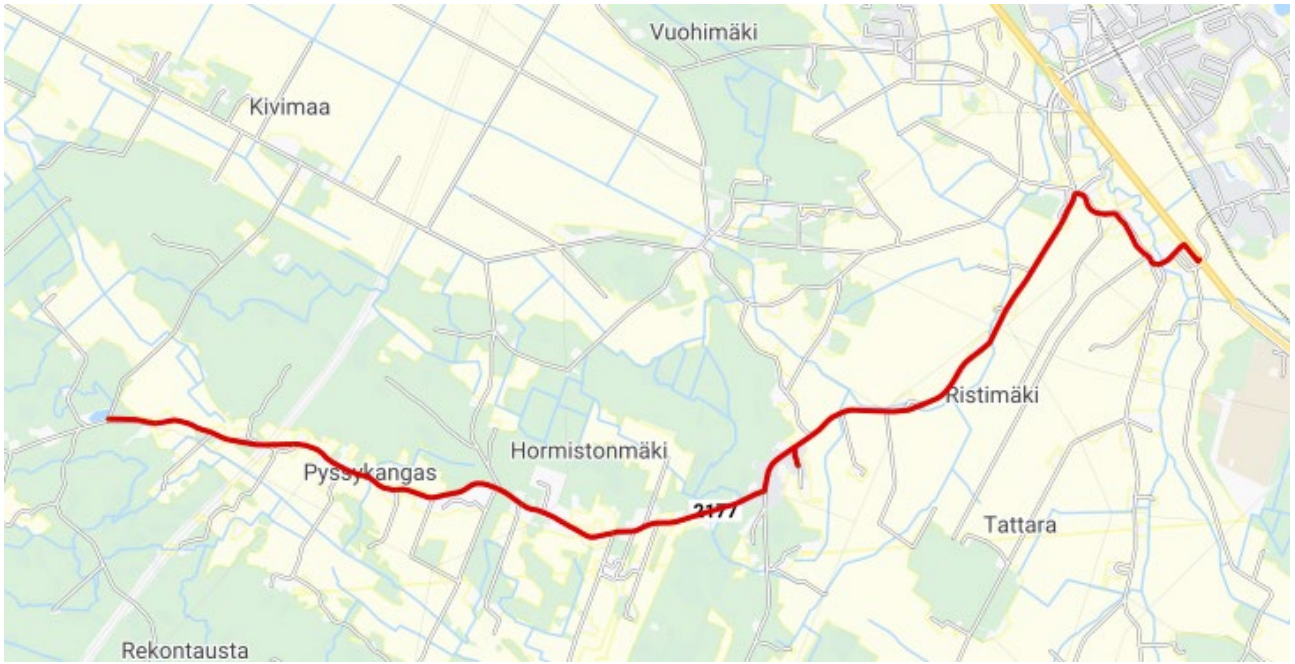 Vuohimäki
Kivimaa
Ristimäki
Hormistonmäki
Pyssykangas
2177
Tattara
Rekontausta